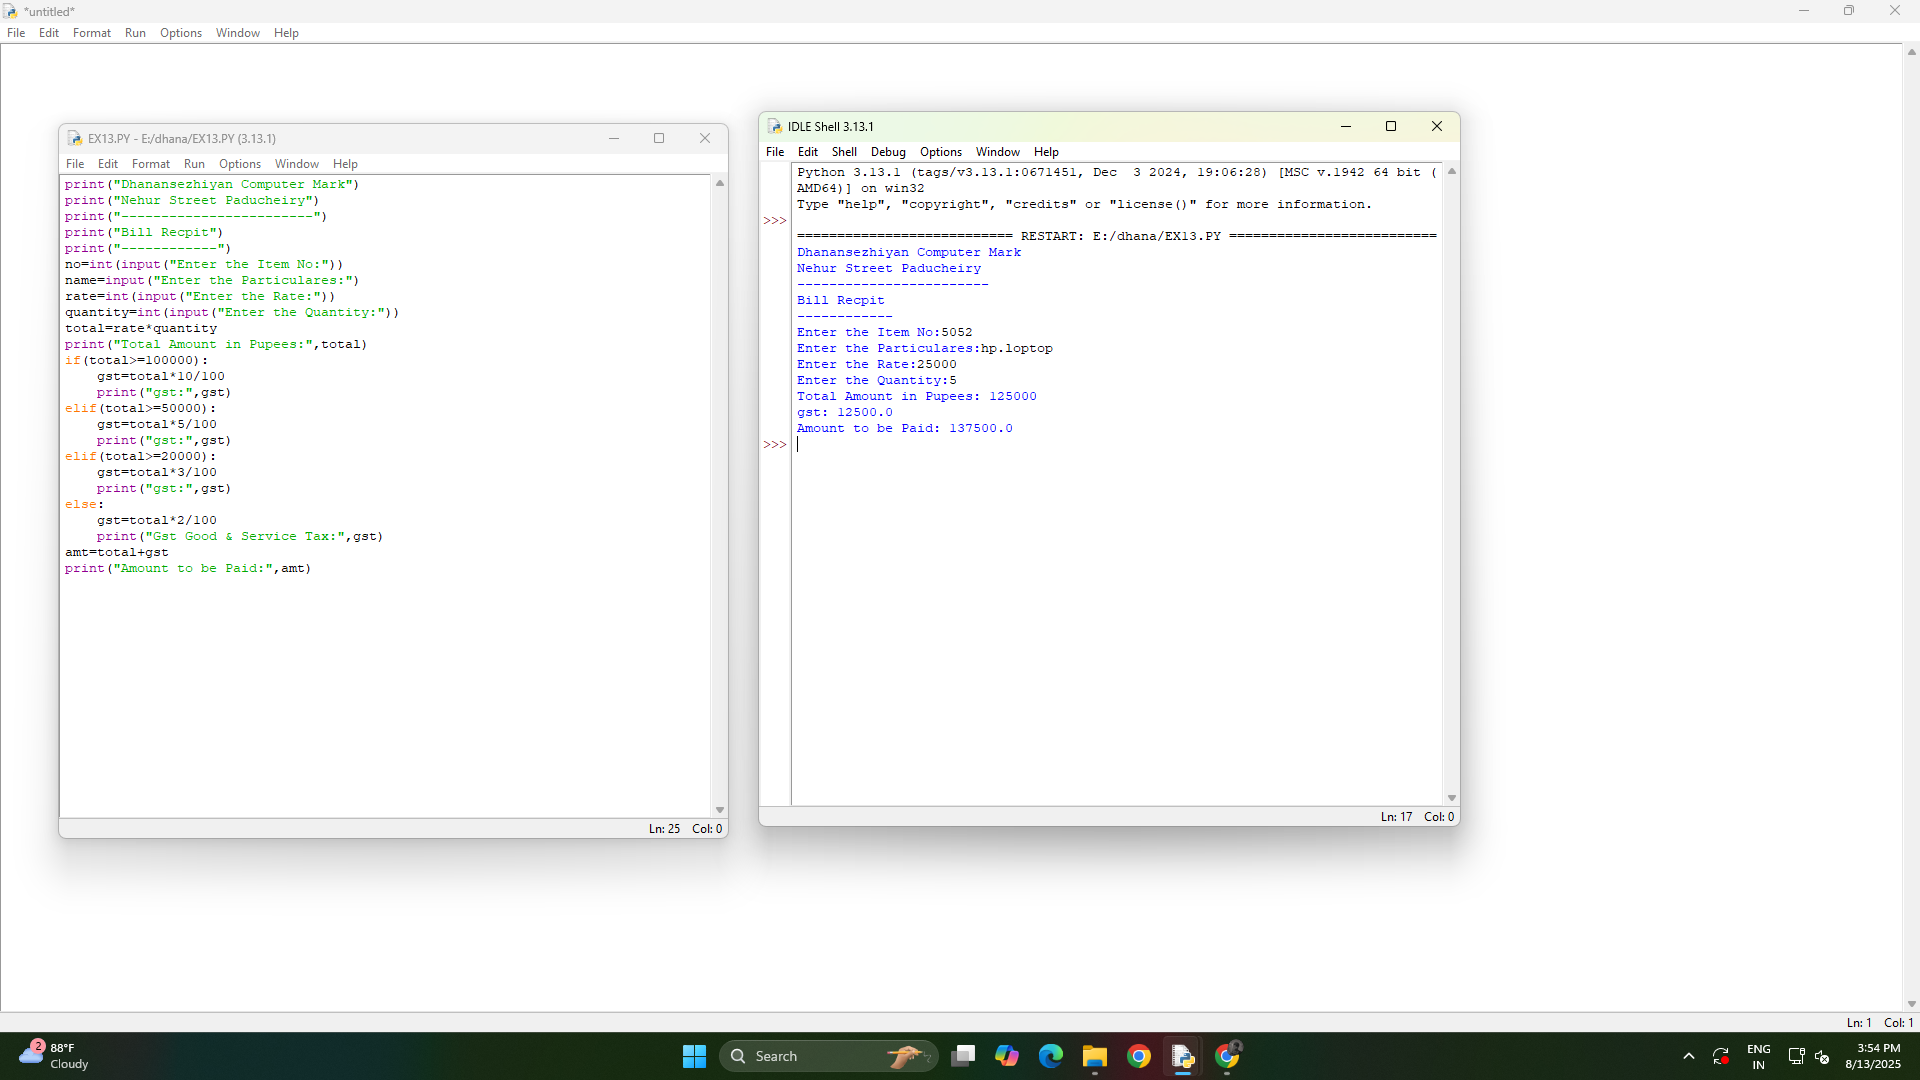 *untitled*
File Edit Format Run Options Window Help
EX13.PY - E:/dhana/EX13.PY (3.13.1)
File Edit Format Run Options Window Help
print("Dhanansezhiyan Computer Mark")
print("Nehur Street Paducheiry")
print("------------------------")
print("Bill Recpit")
print("------------")
no=int(input("Enter the Item No:"))
name=input("Enter the Particulares:")
rate=int(input("Enter the Rate:"))
quantity=int(input("Enter the Quantity:"))
total=rate*quantity
print("Total Amount in Pupees:",total)
if(total>=100000):
    gst=total*10/100
    print("gst:",gst)
elif(total>=50000):
    gst=total*5/100
    print("gst:",gst)
elif(total>=20000):
    gst=total*3/100
    print("gst:",gst)
else:
    gst=total*2/100
    print("Gst Good & Service Tax:",gst)
amt=total+gst
print("Amount to be Paid:",amt)
Ln: 25 Col: 0
IDLE Shell 3.13.1
File Edit Shell Debug Options Window Help
Python 3.13.1 (tags/v3.13.1:0671451, Dec  3 2024, 19:06:28) [MSC v.1942 64 bit (
AMD64)] on win32
Type "help", "copyright", "credits" or "license()" for more information.
>>>
=========================== RESTART: E:/dhana/EX13.PY ==========================
Dhanansezhiyan Computer Mark
Nehur Street Paducheiry
------------------------
Bill Recpit
------------
Enter the Item No:5052
Enter the Particulares:hp.loptop
Enter the Rate:25000
Enter the Quantity:5
Total Amount in Pupees: 125000
gst: 12500.0
Amount to be Paid: 137500.0
>>>
Ln: 17 Col: 0
Ln: 1 Col: 1
2
88°F
Cloudy
Search
ENG
IN
3:54 PM
8/13/2025